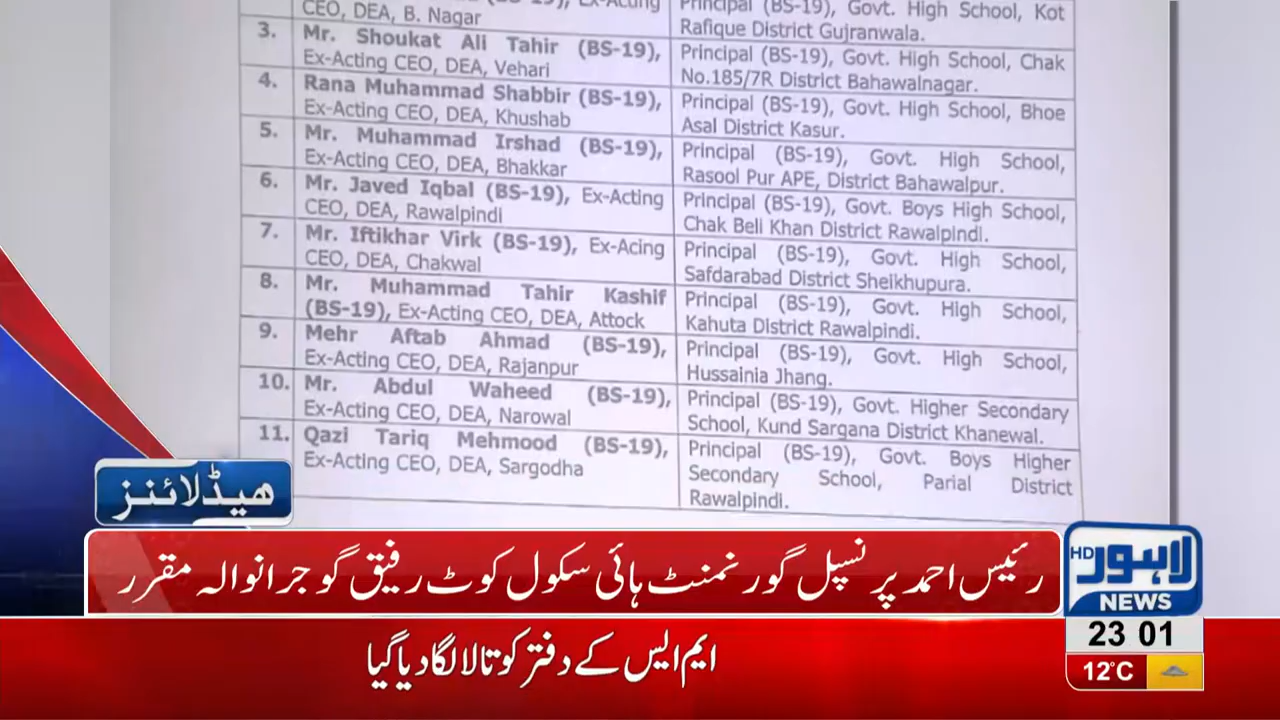 CEO, DEA, B. Nagar
Principal (BS-19), Govt. High School, Kot
Rafique District Gujranwala.
3. Mr. Shoukat Ali Tahir (BS-19),
Ex-Acting CEO, DEA, Vehari
Principal (BS-19), Govt. High School, Chak
No.185/7R District Bahawalnagar.
4. Rana Muhammad Shabbir (BS-19),
Ex-Acting CEO, DEA, Khushab
Principal (BS-19), Govt. High School, Bhoe
Asal District Kasur.
5. Mr. Muhammad Irshad (BS-19),
Ex-Acting CEO, DEA, Bhakkar
Principal (BS-19), Govt. High School,
Rasool Pur APE, District Bahawalpur.
6. Mr. Javed Iqbal (BS-19), Ex-Acting
CEO, DEA, Rawalpindi
Principal (BS-19), Govt. Boys High School,
Chak Beli Khan District Rawalpindi.
7. Mr. Iftikhar Virk (BS-19), Ex-Acing
CEO, DEA, Chakwal
Principal (BS-19), Govt. High School,
Safdarabad District Sheikhupura.
8. Mr. Muhammad Tahir Kashif
(BS-19), Ex-Acting CEO, DEA, Attock
Principal (BS-19), Govt. High School,
Kahuta District Rawalpindi.
9. Mehr Aftab Ahmad (BS-19),
Ex-Acting CEO, DEA, Rajanpur
Principal (BS-19), Govt. High School,
Hussainia Jhang.
10. Mr. Abdul Waheed (BS-19),
Ex-Acting CEO, DEA, Narowal
Principal (BS-19), Govt. Higher Secondary
School, Kund Sargana District Khanewal.
11. Qazi Tariq Mehmood (BS-19),
Ex-Acting CEO, DEA, Sargodha
Principal (BS-19), Govt. Boys Higher
Secondary School, Parial District
Rawalpindi.
ہیڈلائنز
رئیس احمد پرنسپل گورنمنٹ ہائی سکول کوٹ رفیق گوجرانوالہ مقرر
لاہور HD
NEWS
23 01
12°C
ایم ایس کے دفتر کو تالا لگا دیا گیا